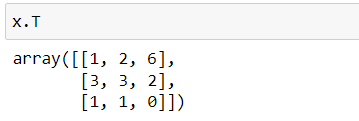 x.T
array([[1, 2, 6],
       [3, 3, 2],
       [1, 1, 0]])